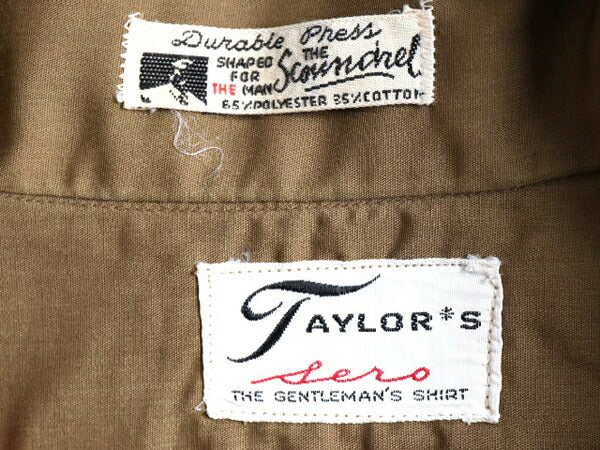 Durable Press
SHAPED THE
FOR Scoundrel
THE MAN
65% POLYESTER 35% COTTON
TAYLOR*S
sero
THE GENTLEMAN'S SHIRT